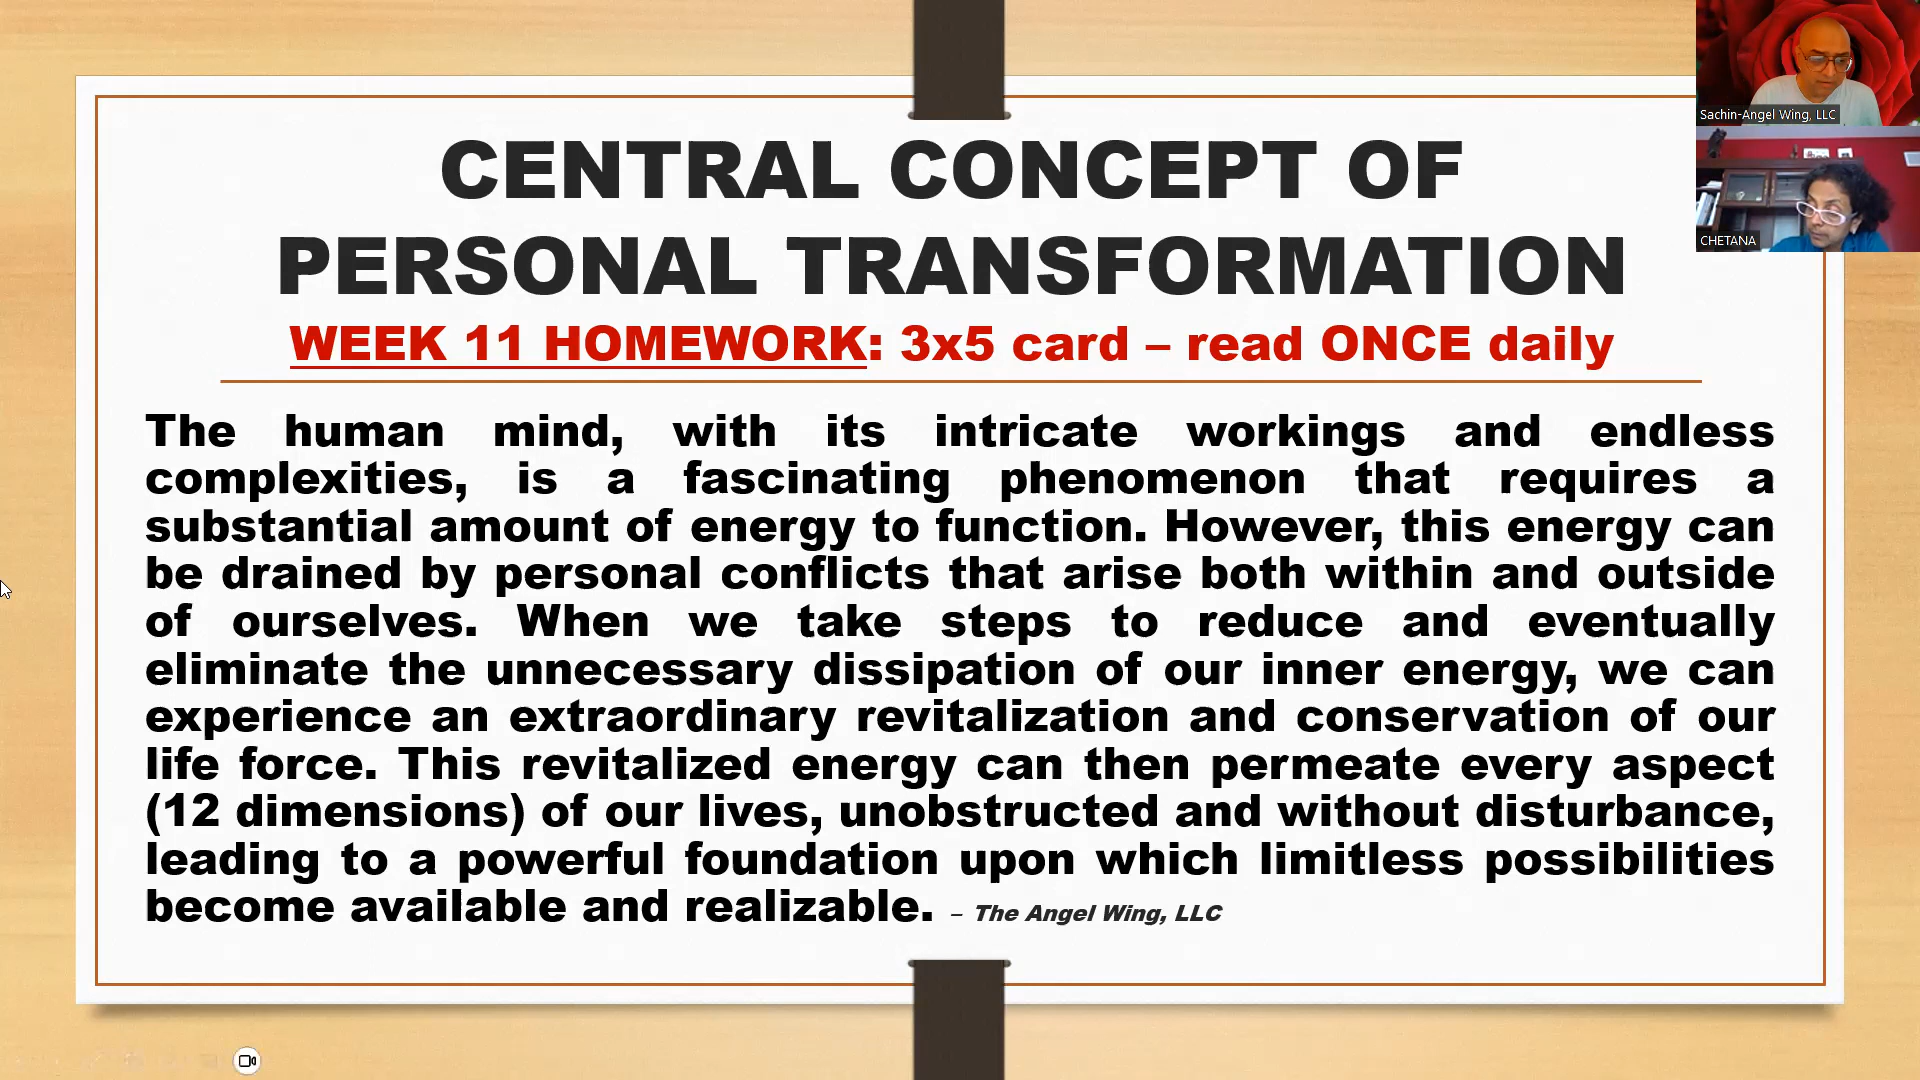 CENTRAL CONCEPT OF
PERSONAL TRANSFORMATION
WEEK 11 HOMEWORK: 3x5 card – read ONCE daily
The human mind, with its intricate workings and endless
complexities, is a fascinating phenomenon that requires a
substantial amount of energy to function. However, this energy can
be drained by personal conflicts that arise both within and outside
of ourselves. When we take steps to reduce and eventually
eliminate the unnecessary dissipation of our inner energy, we can
experience an extraordinary revitalization and conservation of our
life force. This revitalized energy can then permeate every aspect
(12 dimensions) of our lives, unobstructed and without disturbance,
leading to a powerful foundation upon which limitless possibilities
become available and realizable. – The Angel Wing, LLC
Sachin-Angel Wing, LLC
CHETANA